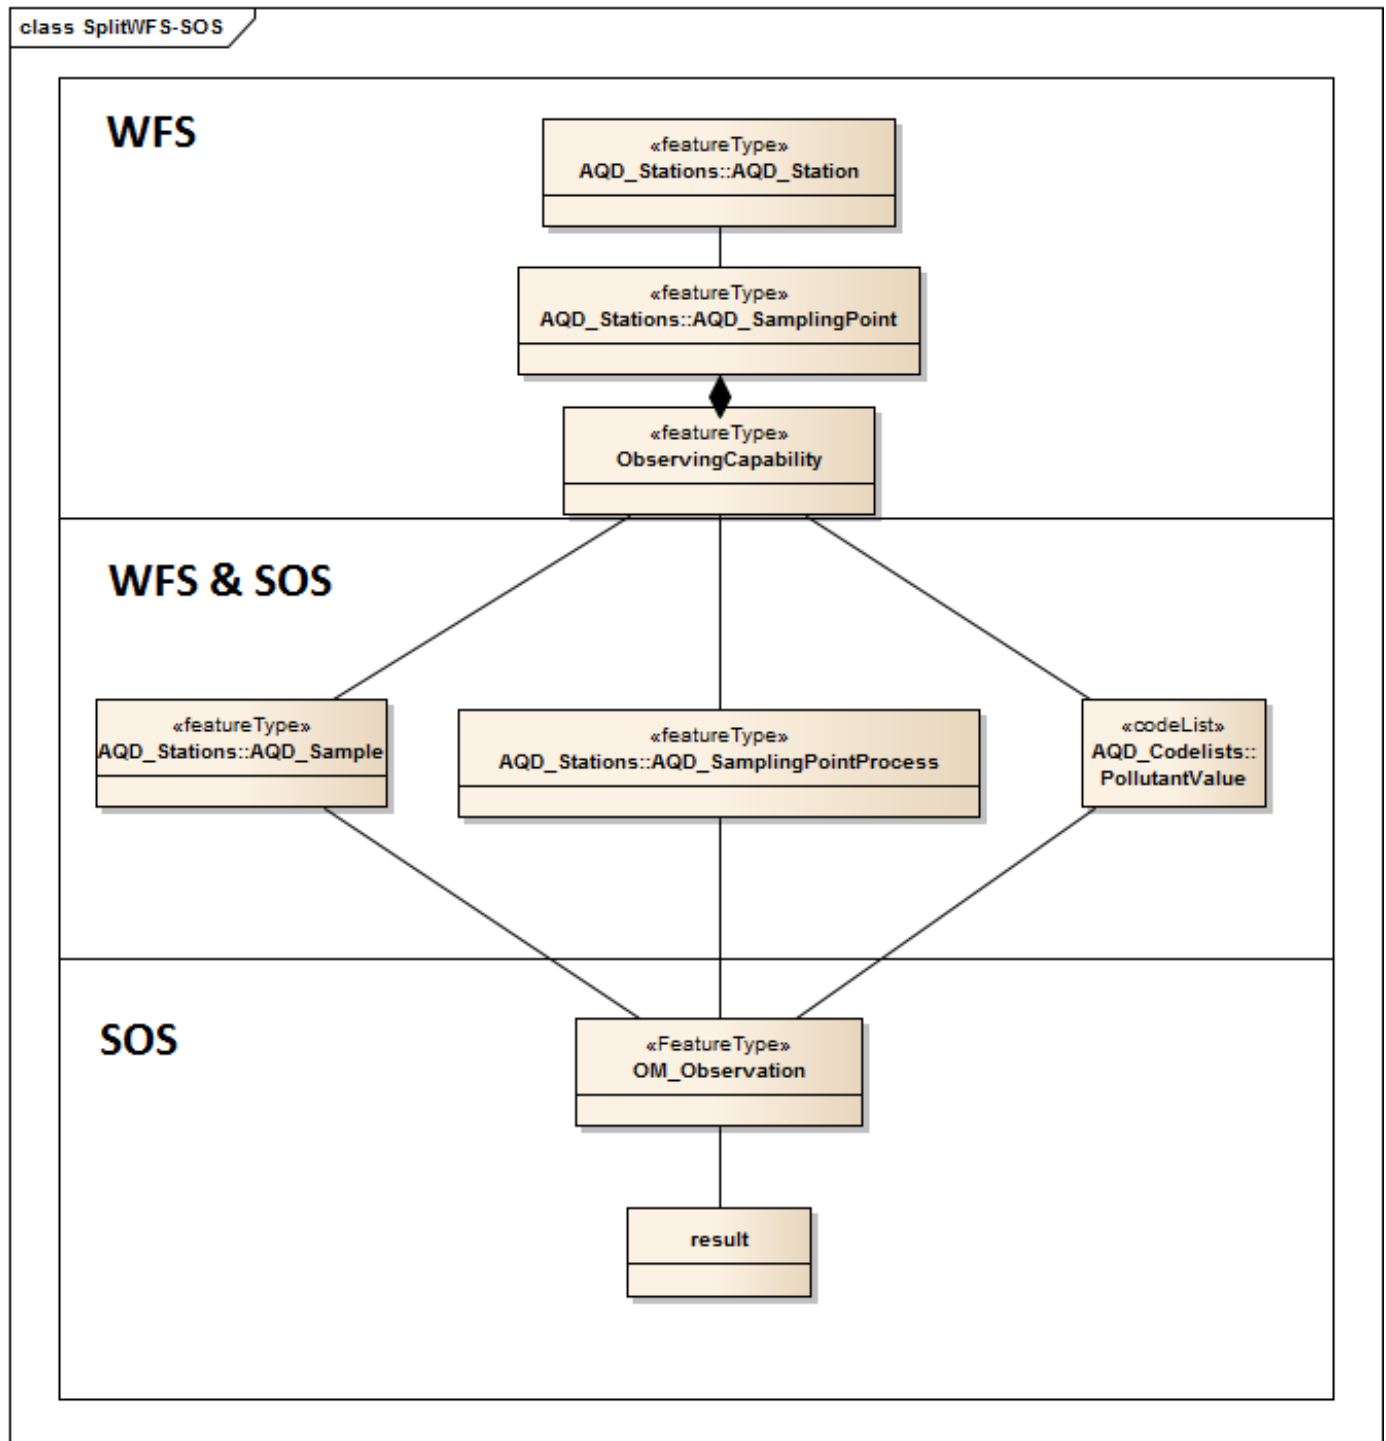 class SplitWFS-SOS
WFS
«featureType»
AQD_Stations::AQD_Station
«featureType»
AQD_Stations::AQD_SamplingPoint
«featureType»
ObservingCapability
WFS & SOS
«featureType»
AQD_Stations::AQD_Sample
«featureType»
AQD_Stations::AQD_SamplingPointProcess
«codeList»
AQD_Codelists::
PollutantValue
SOS
«FeatureType»
OM_Observation
result